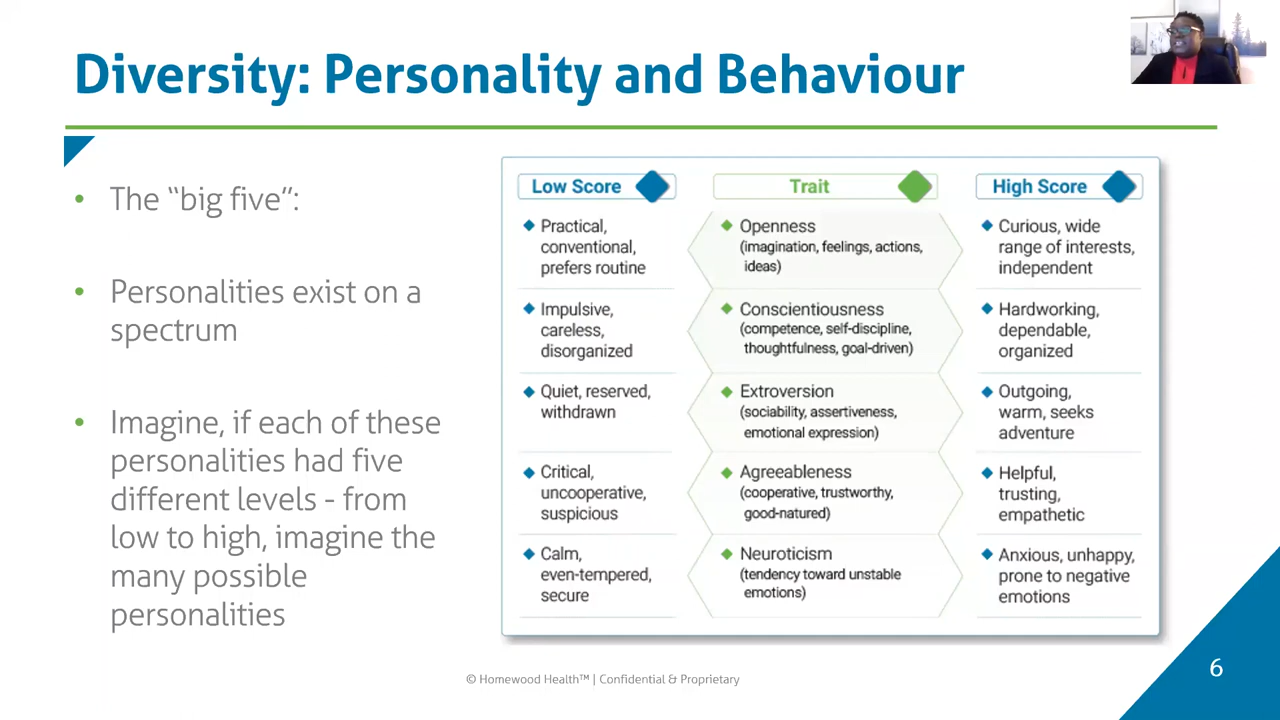 Diversity: Personality and Behaviour
• The “big five”:
• Personalities exist on a
spectrum
• Imagine, if each of these
personalities had five
different levels - from
low to high, imagine the
many possible
personalities
Low Score
Trait
High Score
Practical,
conventional,
prefers routine
Openness
(imagination, feelings, actions,
ideas)
Curious, wide
range of interests,
independent
Impulsive,
careless,
disorganized
Conscientiousness
(competence, self-discipline,
thoughtfulness, goal-driven)
Hardworking,
dependable,
organized
Quiet, reserved,
withdrawn
Extroversion
(sociability, assertiveness,
emotional expression)
Outgoing,
warm, seeks
adventure
Critical,
uncooperative,
suspicious
Agreeableness
(cooperative, trustworthy,
good-natured)
Helpful,
trusting,
empathetic
Calm,
even-tempered,
secure
Neuroticism
(tendency toward unstable
emotions)
Anxious, unhappy,
prone to negative
emotions
© Homewood Health™ | Confidential & Proprietary
6